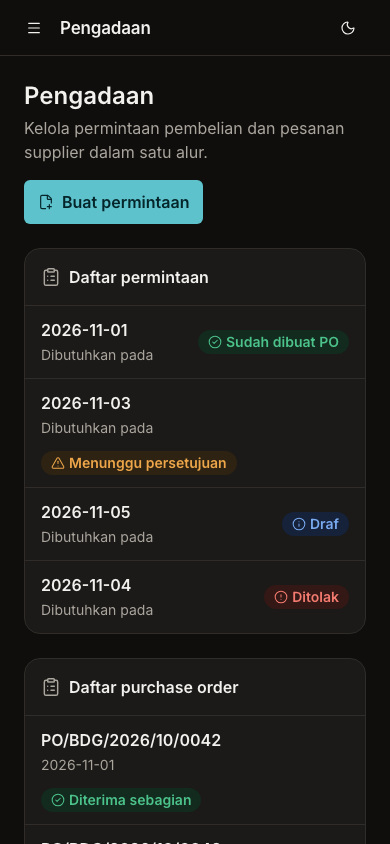 Pengadaan
Pengadaan
Kelola permintaan pembelian dan pesanan
supplier dalam satu alur.
Buat permintaan
Daftar permintaan
2026-11-01
Dibutuhkan pada
Sudah dibuat PO
2026-11-03
Dibutuhkan pada
Menunggu persetujuan
2026-11-05
Dibutuhkan pada
Draf
2026-11-04
Dibutuhkan pada
Ditolak
Daftar purchase order
PO/BDG/2026/10/0042
2026-11-01
Diterima sebagian